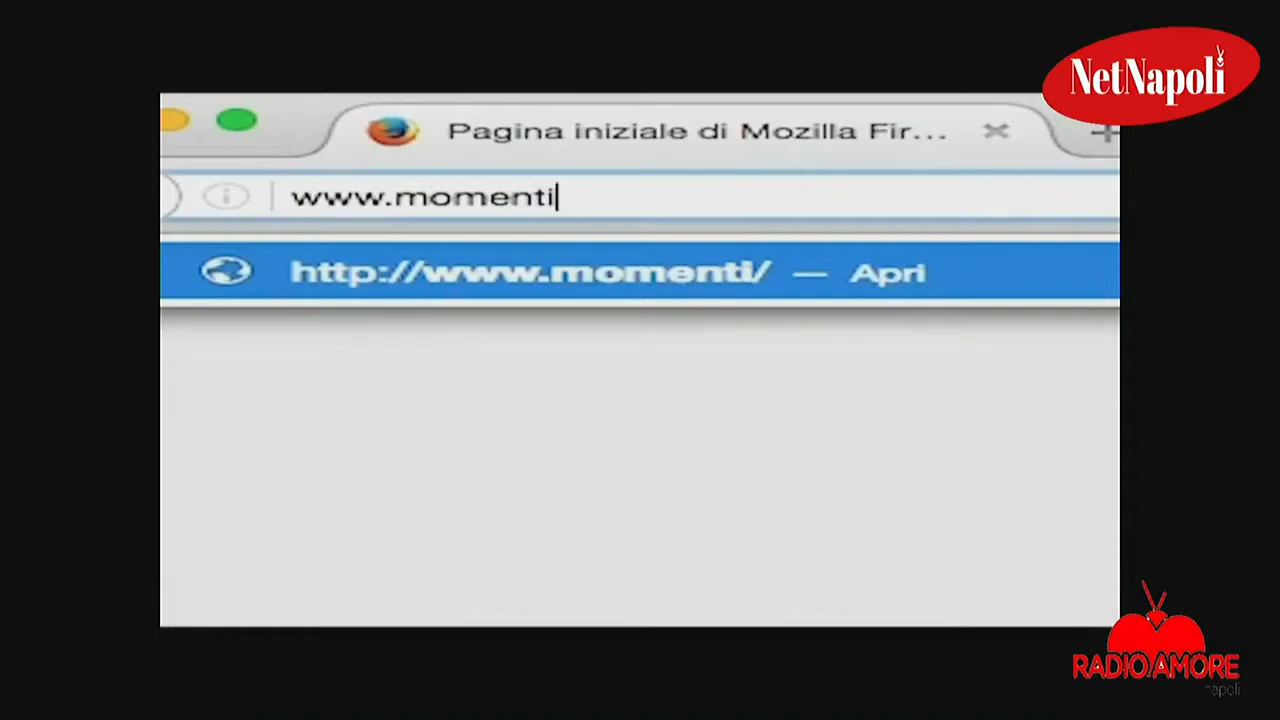 NetNapoli
Pagina iniziale di Mozilla Fir...
www.momenti
http://www.momenti/ — Apri
RADIO AMORE
napoli